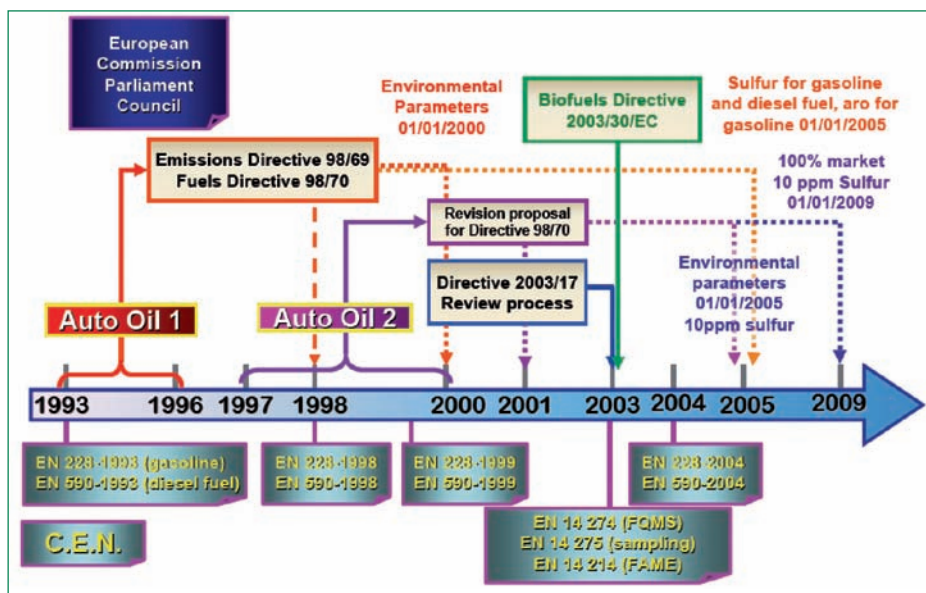 European
Commission
Parliament
Council
Environmental
Parameters
01/01/2000
Biofuels Directive
2003/30/EC
Sulfur for gasoline
and diesel fuel, aro for
gasoline 01/01/2005
Emissions Directive 98/69
Fuels Directive 98/70
100% market
10 ppm Sulfur
01/01/2009
Revision proposal
for Directive 98/70
Directive 2003/17
Review process
Environmental
parameters
01/01/2005
10ppm sulfur
Auto Oil 1
Auto Oil 2
1993
1996
1997
1998
2000
2001
2003
2004
2005
2009
EN 228-1993 (gasoline)
EN 590-1993 (diesel fuel)
EN 228-1998
EN 590-1998
EN 228-1999
EN 590-1999
EN 228-2004
EN 590-2004
EN 14 274 (FQMS)
EN 14 275 (sampling)
EN 14 214 (FAME)
C.E.N.